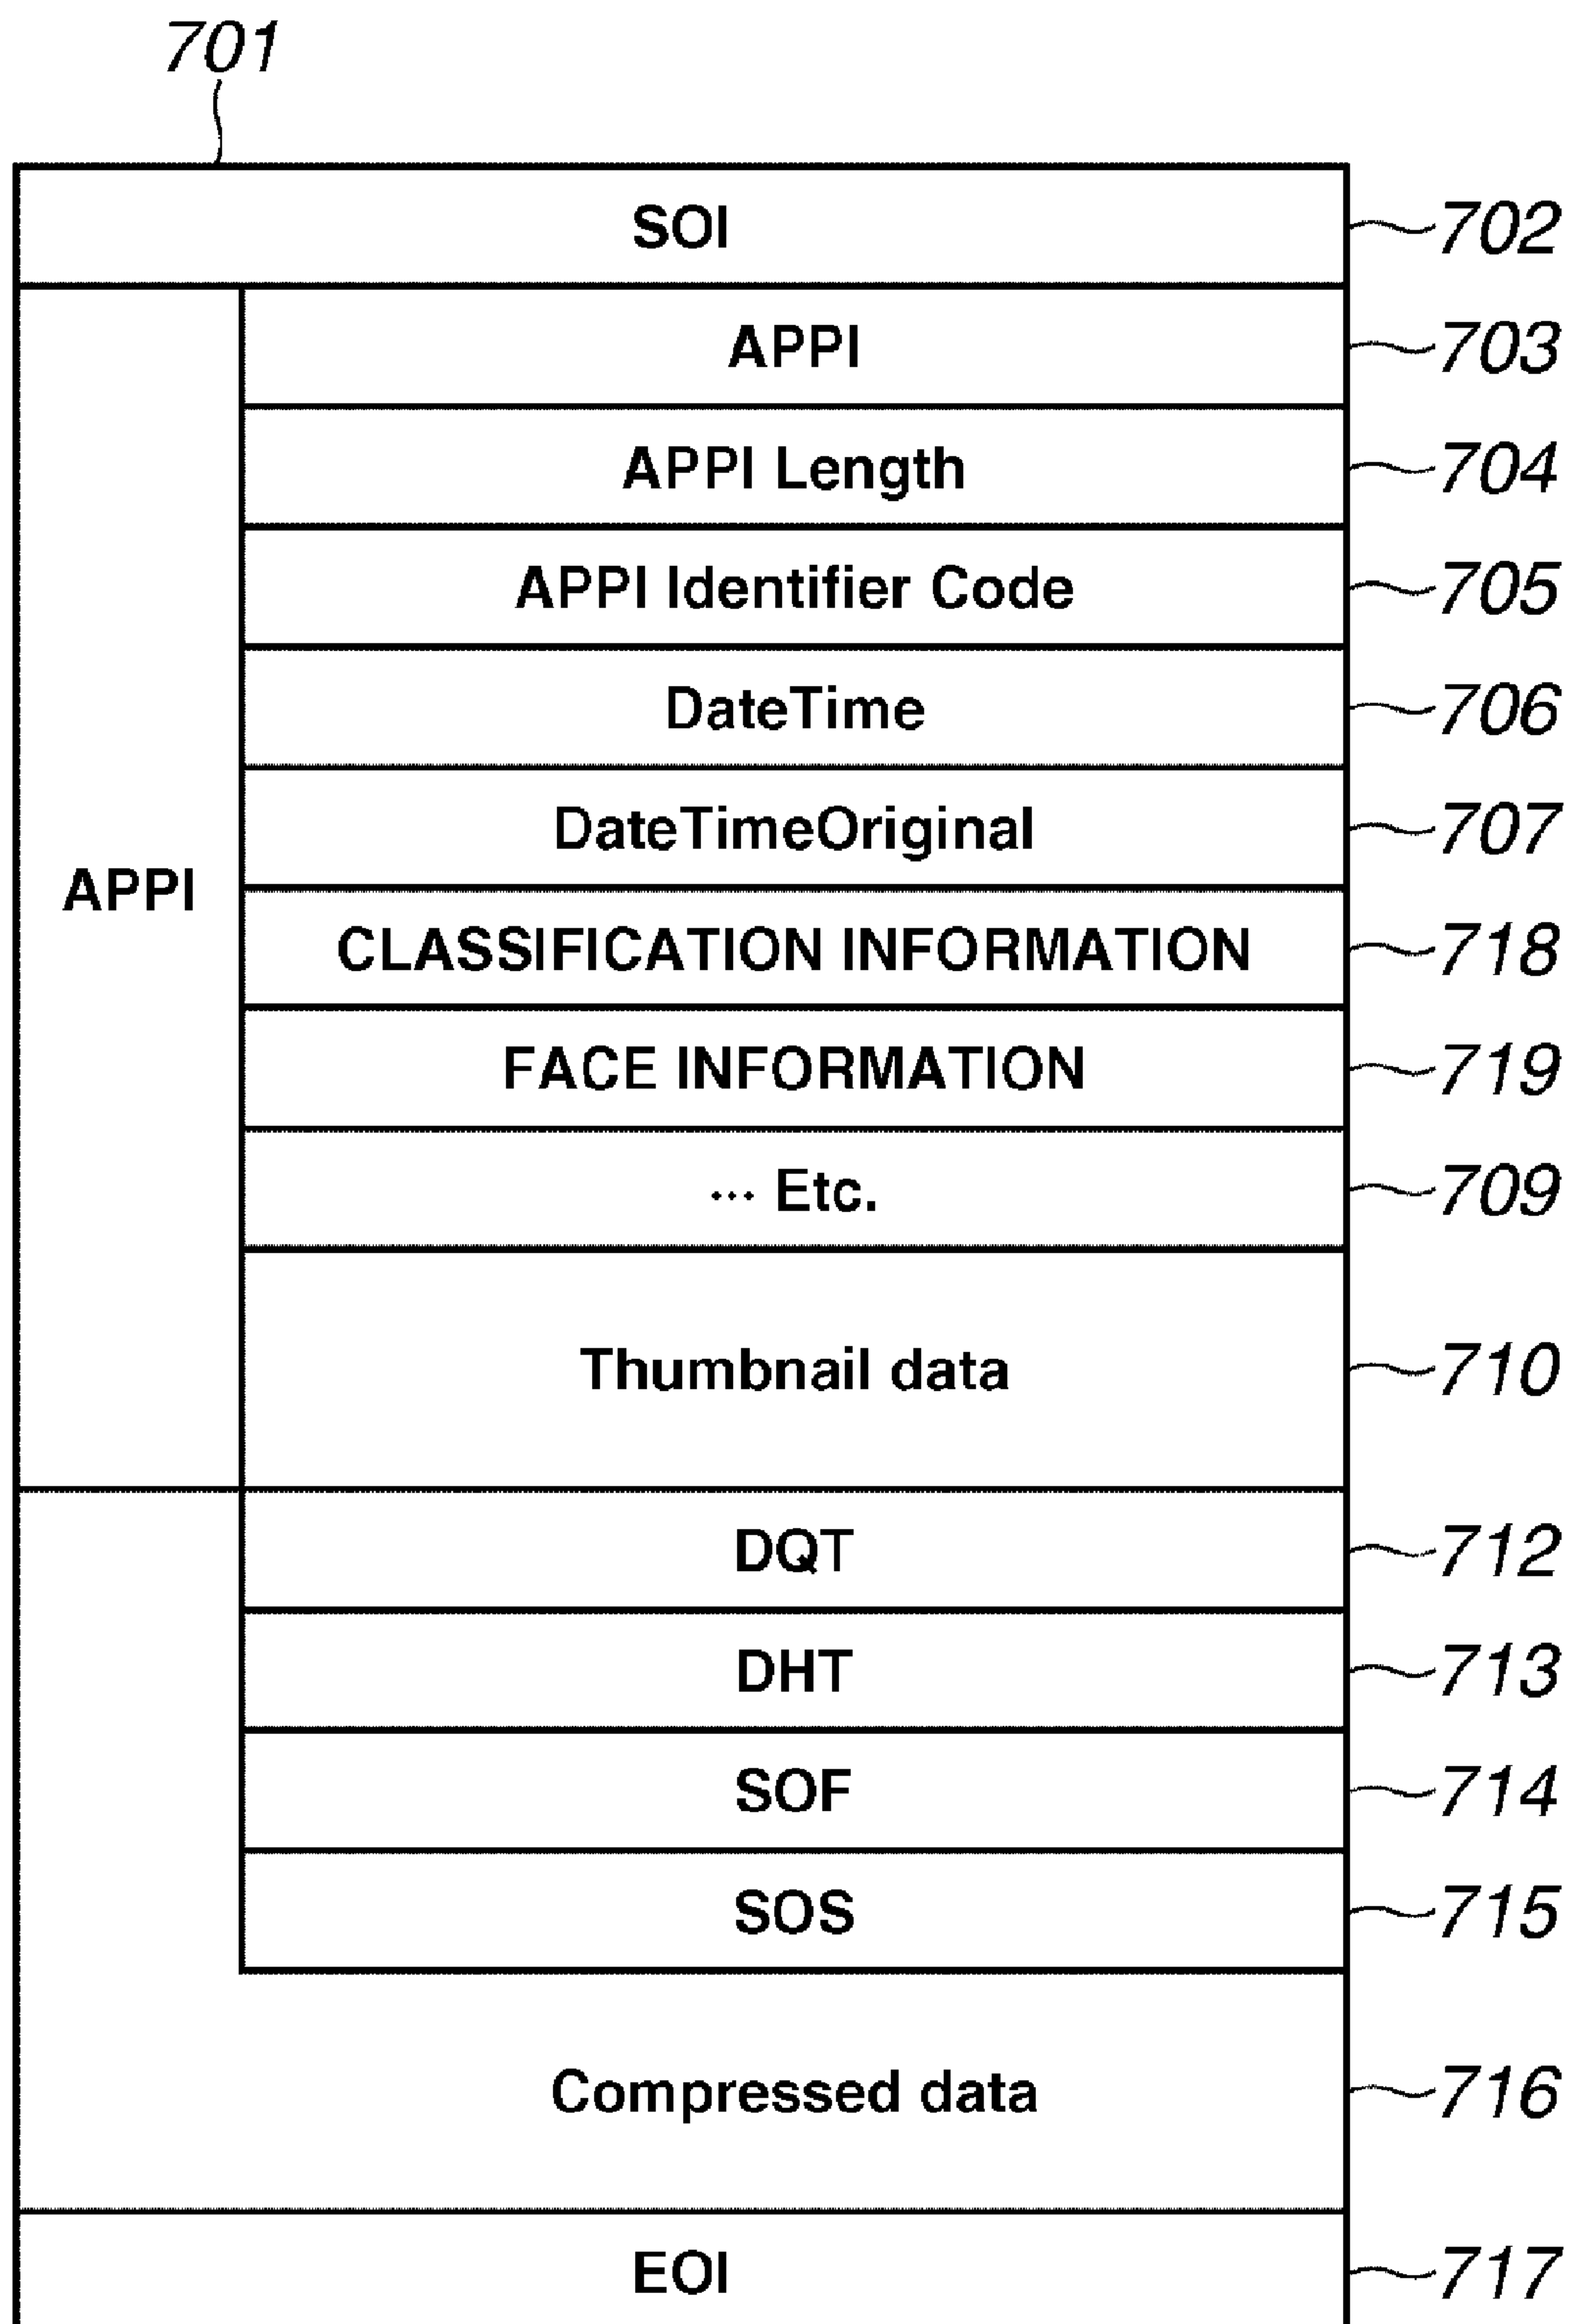 701
SOI 702
APPI 703
APPI Length 704
APPI Identifier Code 705
DateTime 706
DateTimeOriginal 707
APPI
CLASSIFICATION INFORMATION 718
FACE INFORMATION 719
... Etc. 709
Thumbnail data 710
DQT 712
DHT 713
SOF 714
SOS 715
Compressed data 716
EOI 717